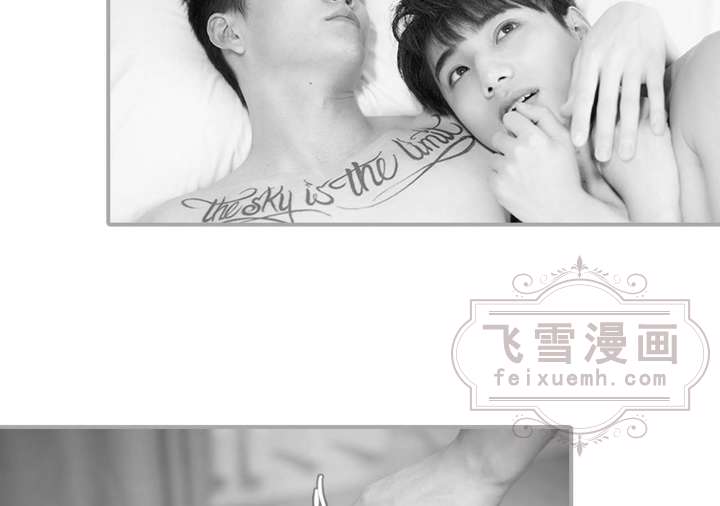 the sky is the limit
飞雪漫画
feixuemh.com